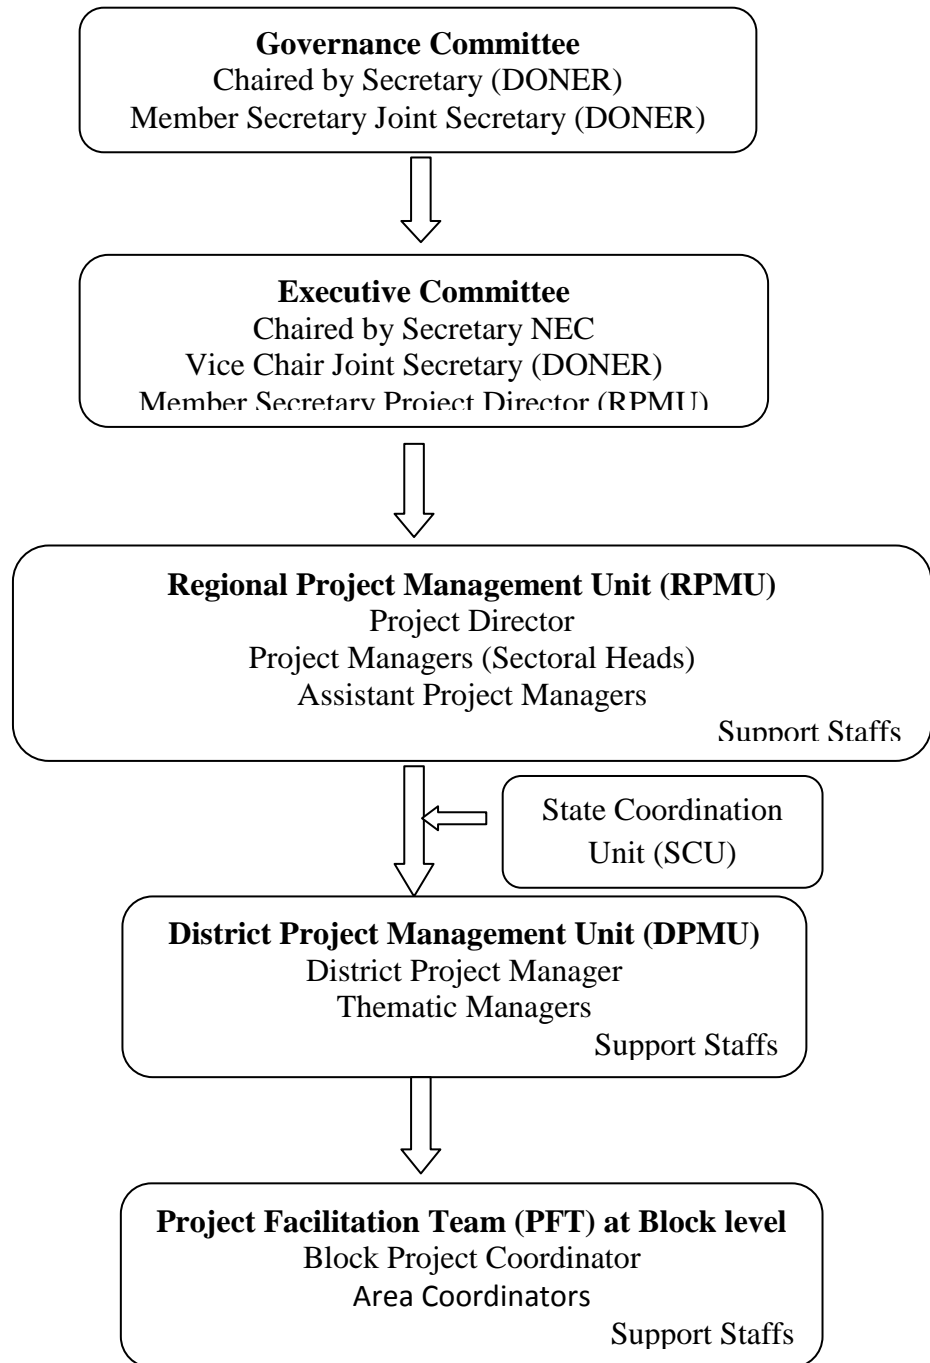 Governance Committee
Chaired by Secretary (DONER)
Member Secretary Joint Secretary (DONER)
Executive Committee
Chaired by Secretary NEC
Vice Chair Joint Secretary (DONER)
Member Secretary Project Director (RPMU)
Regional Project Management Unit (RPMU)
Project Director
Project Managers (Sectoral Heads)
Assistant Project Managers
Support Staffs
State Coordination
Unit (SCU)
District Project Management Unit (DPMU)
District Project Manager
Thematic Managers
Support Staffs
Project Facilitation Team (PFT) at Block level
Block Project Coordinator
Area Coordinators
Support Staffs